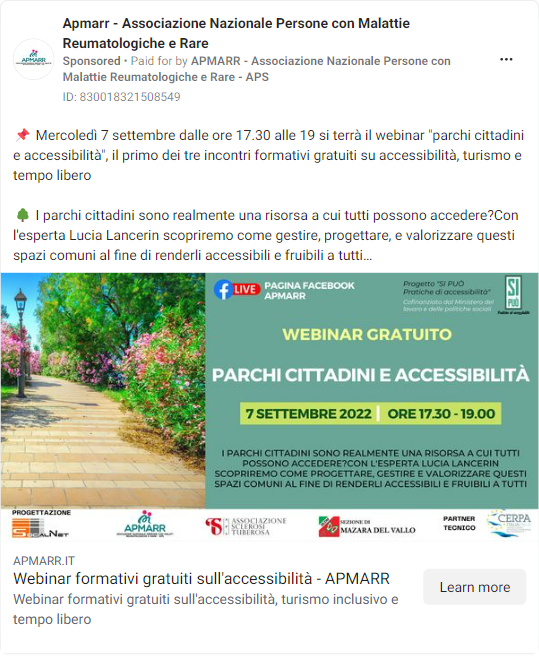 Apmarr - Associazione Nazionale Persone con Malattie
Reumatologiche e Rare
Sponsored • Paid for by APMARR - Associazione Nazionale Persone con
Malattie Reumatologiche e Rare - APS
ID: 830018321508549
📌 Mercoledì 7 settembre dalle ore 17.30 alle 19 si terrà il webinar "parchi cittadini
e accessibilità", il primo dei tre incontri formativi gratuiti su accessibilità, turismo e
tempo libero
🌳 I parchi cittadini sono realmente una risorsa a cui tutti possono accedere?Con
l'esperta Lucia Lancerin scopriremo come gestire, progettare, e valorizzare questi
spazi comuni al fine di renderli accessibili e fruibili a tutti...
LIVE
PAGINA FACEBOOK
APMARR
Progetto "SI PUÒ
Pratiche di accessibilità"
Cofinanziato dal Ministero del
lavoro e delle politiche sociali
SI
PUÒ
WEBINAR GRATUITO
PARCHI CITTADINI E ACCESSIBILITÀ
7 SETTEMBRE 2022 | ORE 17.30 - 19.00
I PARCHI CITTADINI SONO REALMENTE UNA RISORSA A CUI TUTTI
POSSONO ACCEDERE?CON L'ESPERTA LUCIA LANCERIN
SCOPRIREMO COME PROGETTARE, GESTIRE E VALORIZZARE QUESTI
SPAZI COMUNI AL FINE DI RENDERLI ACCESSIBILI E FRUIBILI A TUTTI
PROGETTAZIONE
APMARR
ASSOCIAZIONE
SCLEROSI
TUBEROSA
SEZIONE DI
MAZARA DEL VALLO
PARTNER
TECNICO
CERPA
APMARR.IT
Webinar formativi gratuiti sull'accessibilità - APMARR
Webinar formativi gratuiti sull'accessibilità, turismo inclusivo e
tempo libero
Learn more